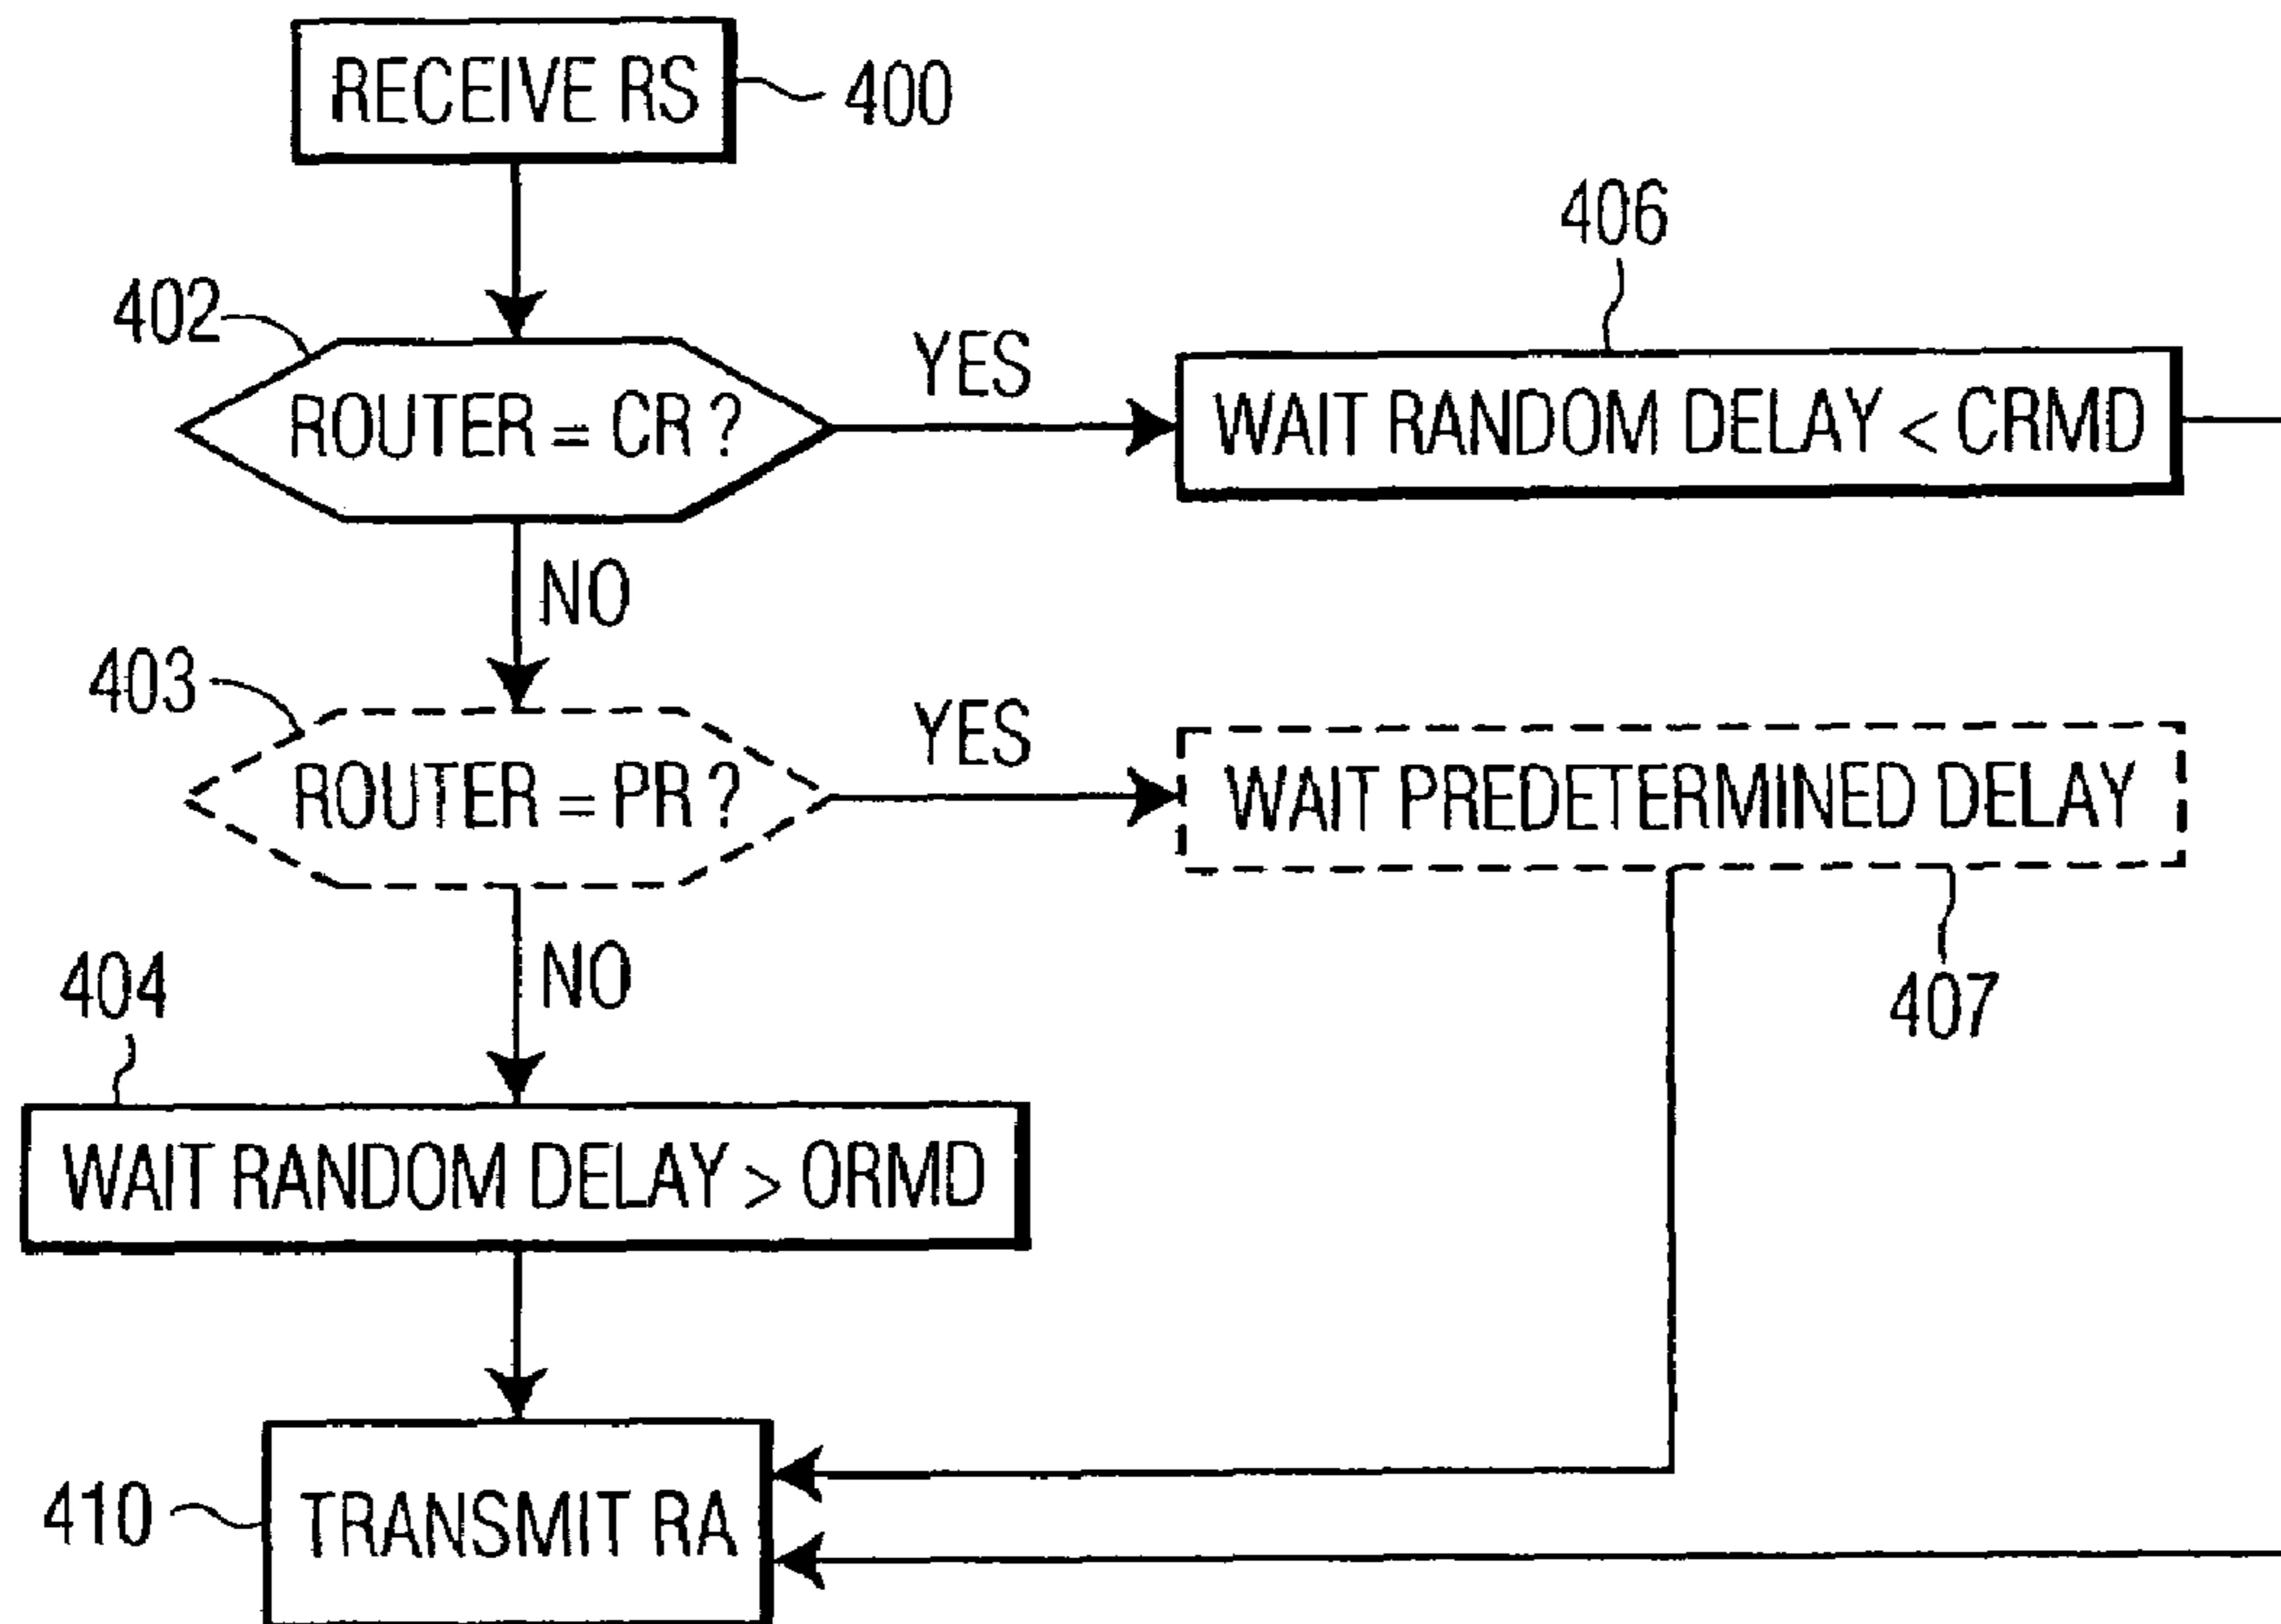 RECEIVE RS
400
406
402
ROUTER = CR ?
YES
WAIT RANDOM DELAY < CRMD
NO
403
ROUTER = PR ?
YES
WAIT PREDETERMINED DELAY
NO
404
407
WAIT RANDOM DELAY > ORMD
410
TRANSMIT RA